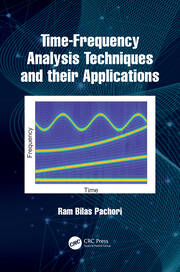 Time-Frequency
Analysis Techniques
and their Applications
Frequency
Time
Ram Bilas Pachori
CRC Press